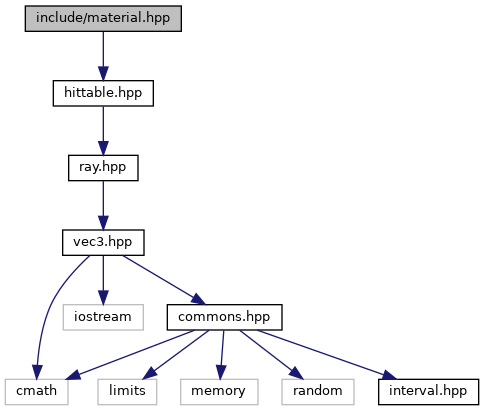 include/material.hpp
hittable.hpp
ray.hpp
vec3.hpp
iostream
commons.hpp
cmath
limits
memory
random
interval.hpp